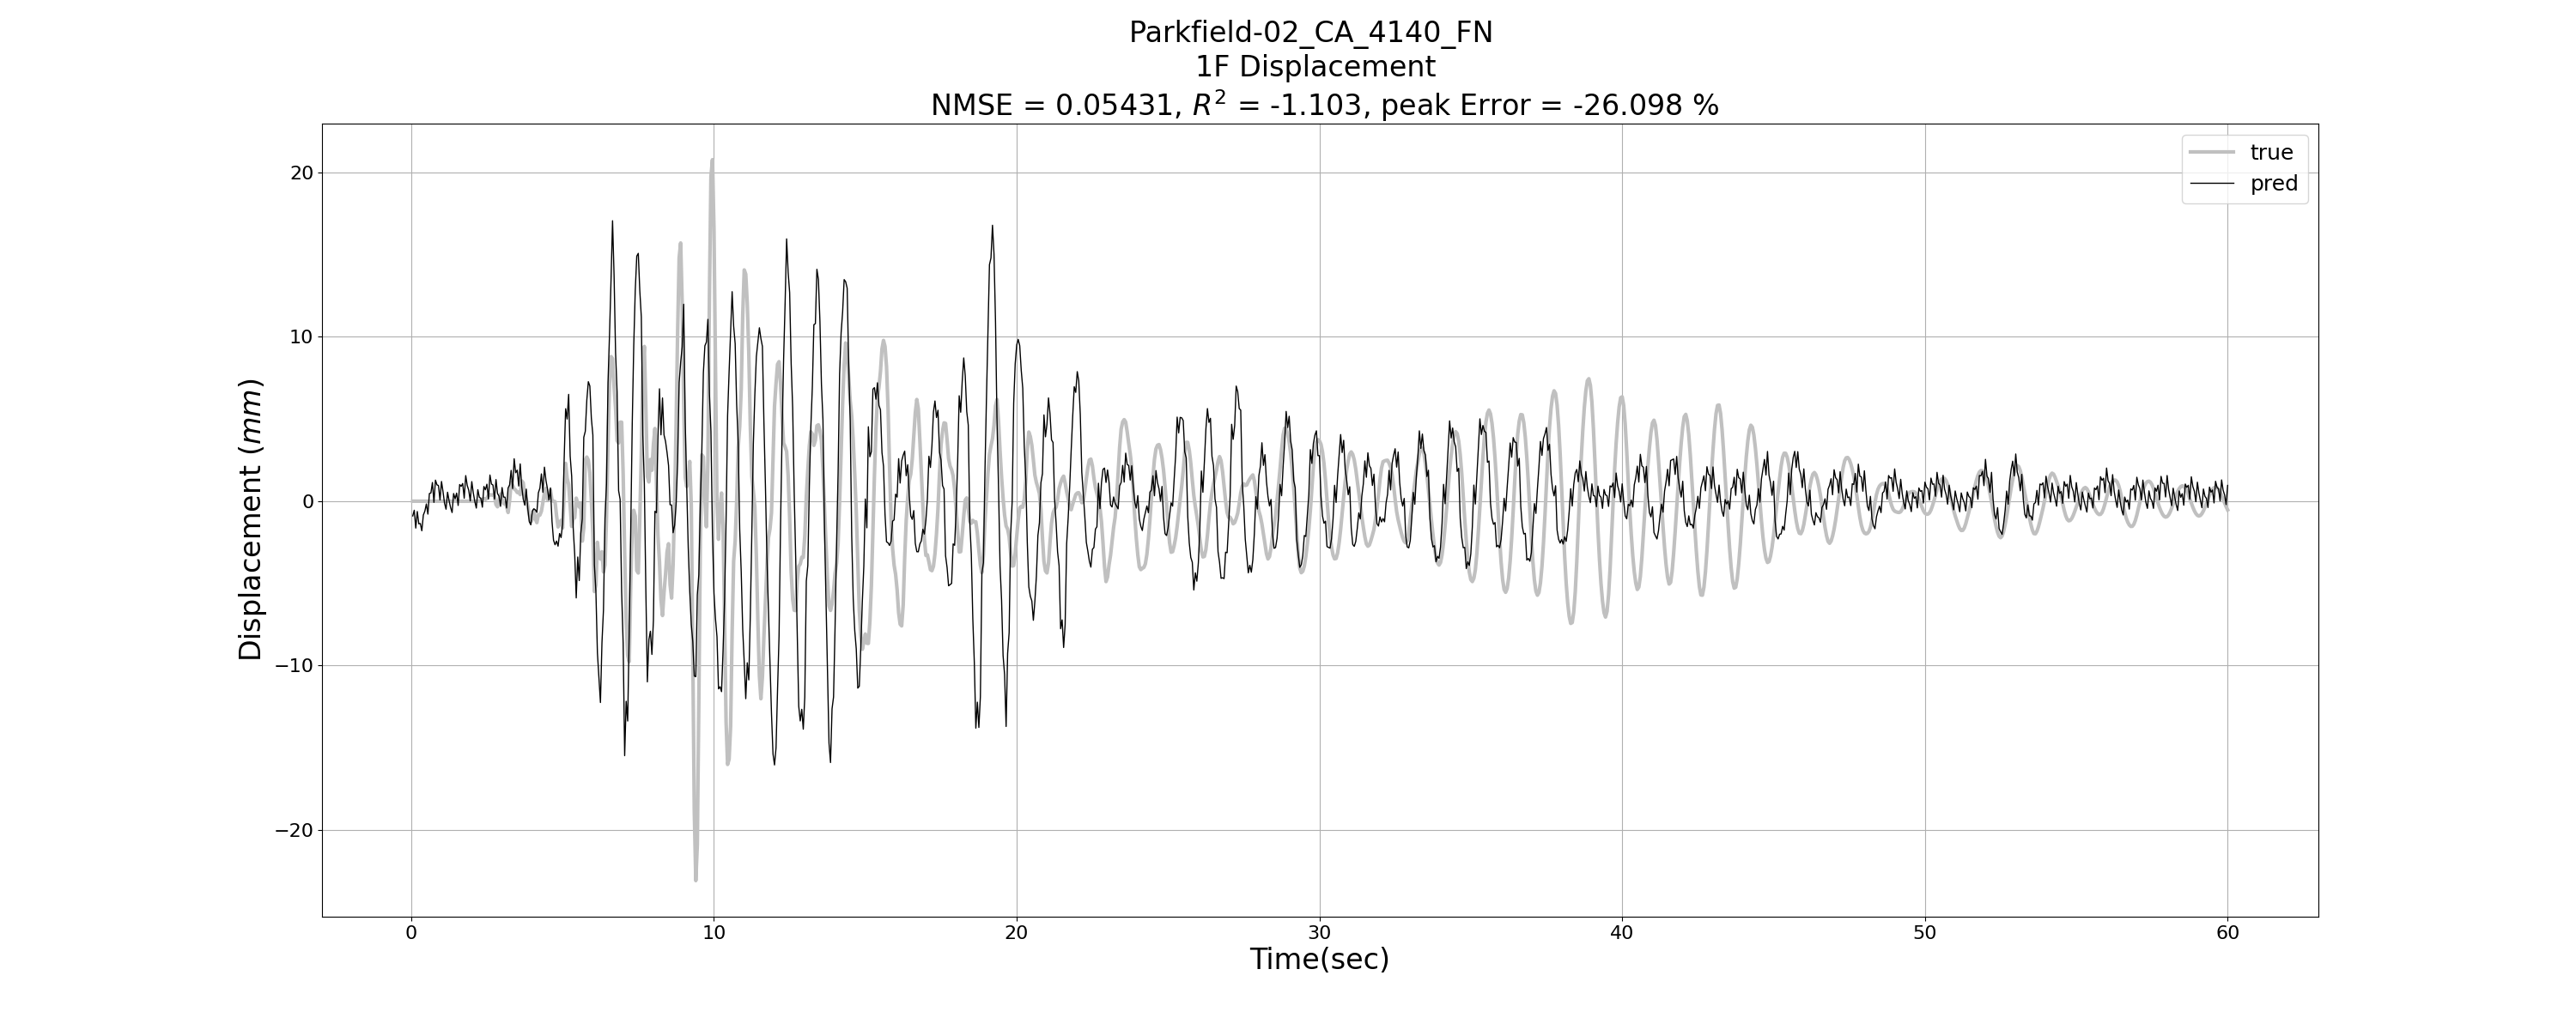 Parkfield-02_CA_4140_FN
1F Displacement
NMSE = 0.05431, R² = -1.103, peak Error = -26.098 %
true
pred
20
10
0
−10
−20
Displacement (mm)
0 10 20 30 40 50 60
Time(sec)